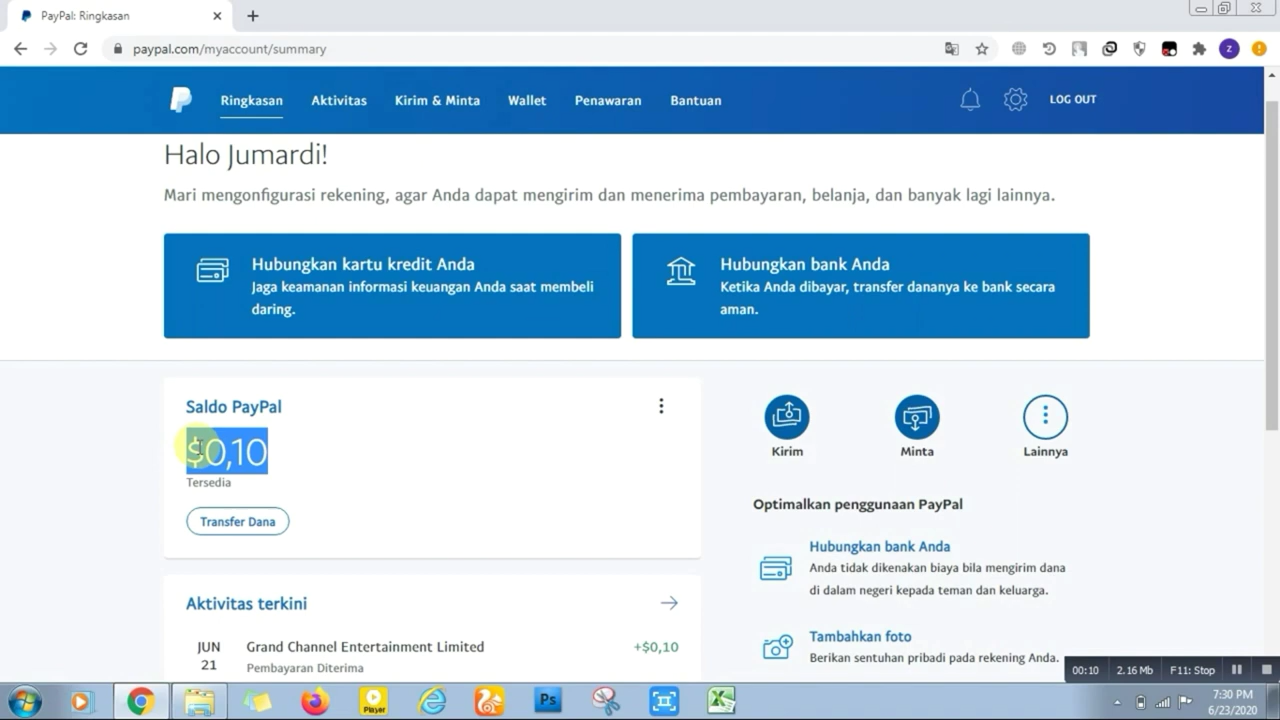 PayPal: Ringkasan
paypal.com/myaccount/summary
Ringkasan Aktivitas Kirim & Minta Wallet Penawaran Bantuan LOG OUT
Halo Jumardi!
Mari mengonfigurasi rekening, agar Anda dapat mengirim dan menerima pembayaran, belanja, dan banyak lagi lainnya.
Hubungkan kartu kredit Anda
Jaga keamanan informasi keuangan Anda saat membeli
daring.
Hubungkan bank Anda
Ketika Anda dibayar, transfer dananya ke bank secara
aman.
Saldo PayPal
$0,10
Tersedia
Transfer Dana
Kirim Minta Lainnya
Optimalkan penggunaan PayPal
Hubungkan bank Anda
Anda tidak dikenakan biaya bila mengirim dana
di dalam negeri kepada teman dan keluarga.
Tambahkan foto
Berikan sentuhan pribadi pada rekening Anda.
Aktivitas terkini
JUN
21
Grand Channel Entertainment Limited +$0,10
Pembayaran Diterima
00:10 2.16 Mb F11: Stop
Player
Ps
7:30 PM
6/23/2020